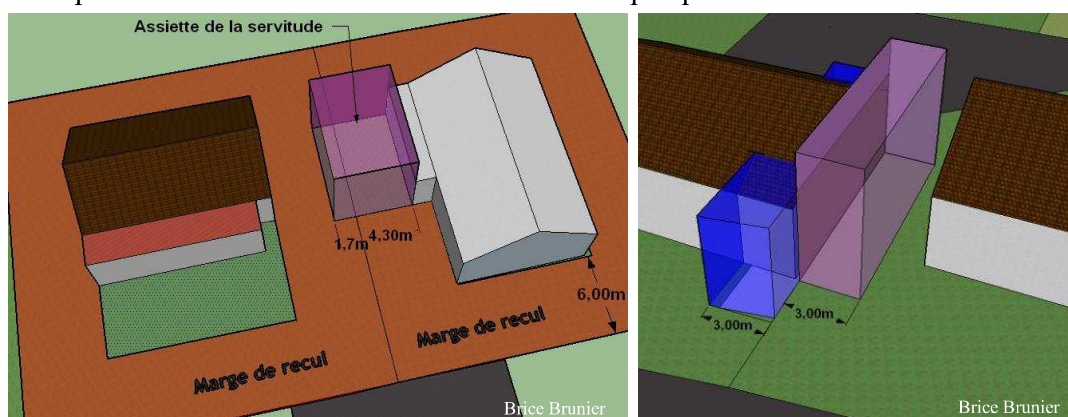 Assiette de la servitude
1,7m
4,30m
6,00m
Marge de recul
Marge de recul
Brice Brunier
3,00m
3,00m
Brice Brunier